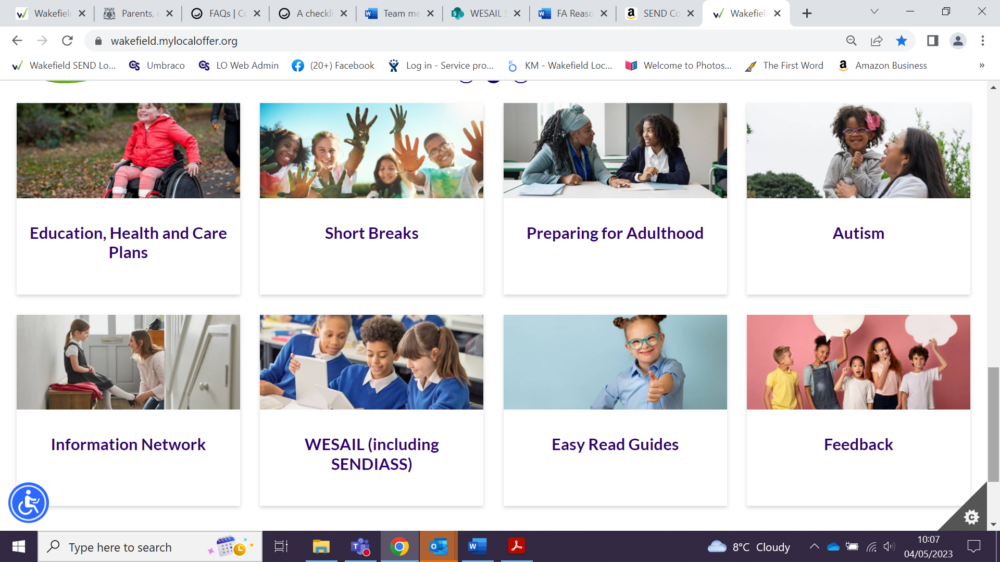 Wakefield Parents, FAQs | Co A checkli Team me WESAIL S FA Reaso SEND Co Wakefiel
wakefield.mylocaloffer.org
Wakefield SEND Lo... Umbraco LO Web Admin (20+) Facebook Log in - Service pro... KM - Wakefield Loc... Welcome to Photos... The First Word Amazon Business »
Education, Health and Care
Plans
Short Breaks
Preparing for Adulthood
Autism
Information Network
WESAIL (including
SENDIASS)
Easy Read Guides
Feedback
Type here to search
8°C Cloudy
10:07
04/05/2023